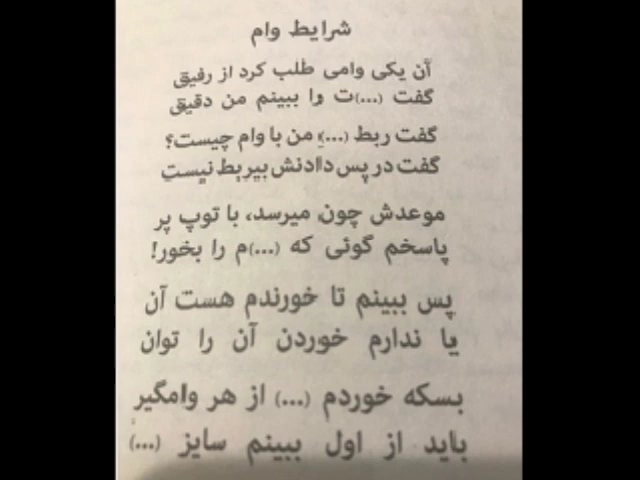 شرایط وام
آن یکی وامی طلب کرد از رفیق
گفت (...)ت را ببینم من دقیق
گفت ربط (...)ِ من با وام چیست؟
گفت در پس دادنش بیربط نیست
موعدش چون میرسد، با توپ پر
پاسخم گوئی که (...)م را بخور!
پس ببینم تا خورندم هست آن
یا ندارم خوردن آن را توان
بسکه خوردم (...) از هر وامگیر
باید از اول ببینم سایز (...)